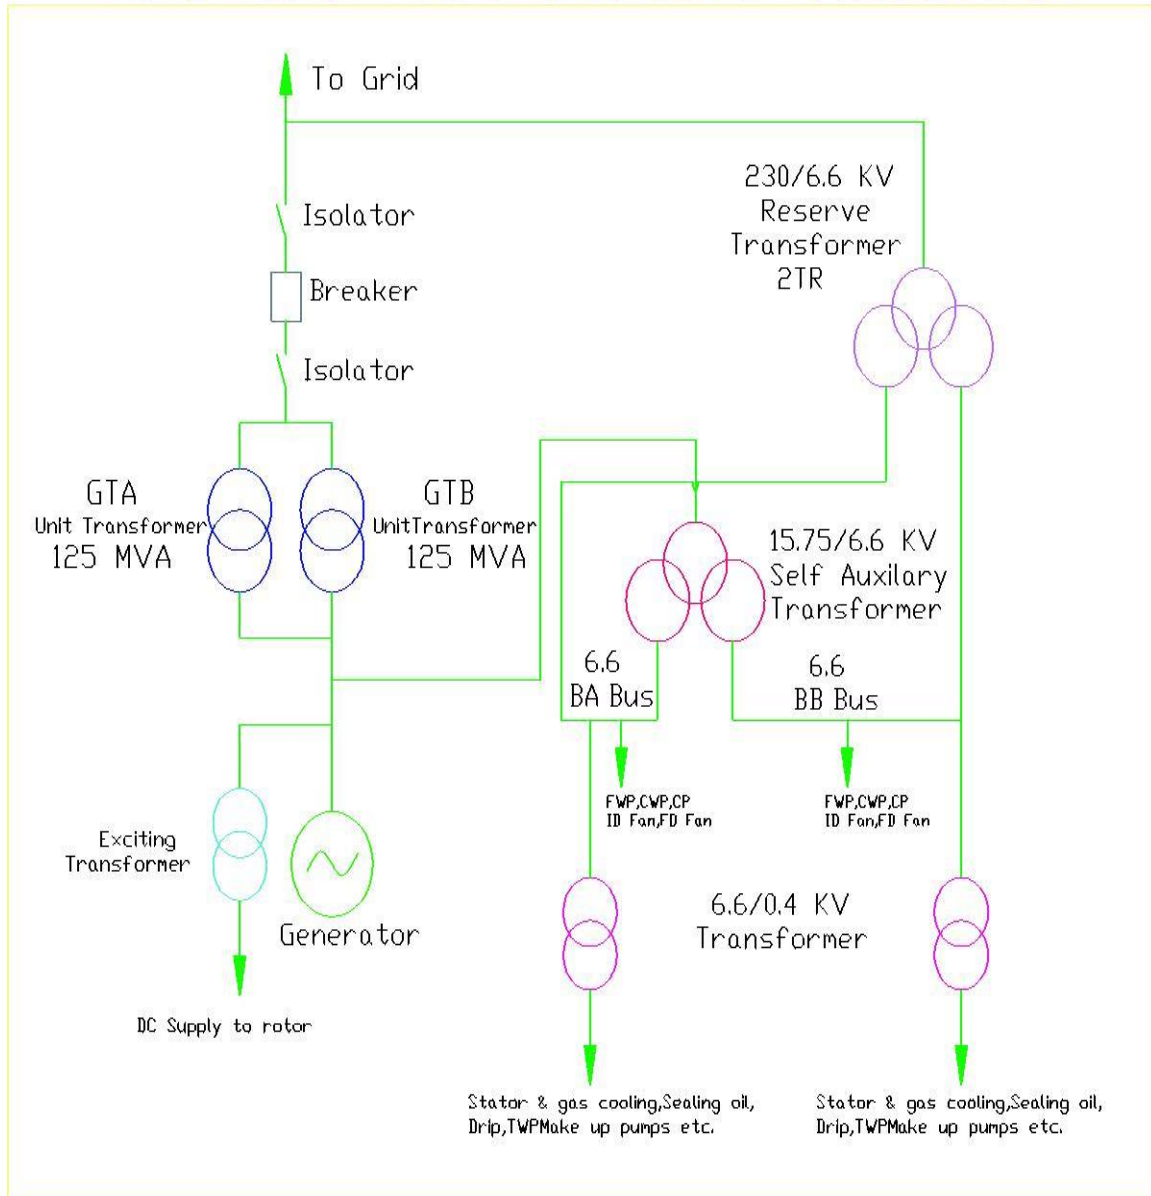 To Grid
230/6.6 KV
Reserve
Transformer
2TR
Isolator
Breaker
Isolator
GTA
Unit Transformer
125 MVA
GTB
UnitTransformer
125 MVA
15.75/6.6 KV
Self Auxilary
Transformer
6.6
BA Bus
6.6
BB Bus
FWP,CWP,CP
ID Fan,FD Fan
FWP,CWP,CP
ID Fan,FD Fan
Exciting
Transformer
Generator
6.6/0.4 KV
Transformer
DC Supply to rotor
Stator & gas cooling,Sealing oil,
Drip,TWPMake up pumps etc.
Stator & gas cooling,Sealing oil,
Drip,TWPMake up pumps etc.